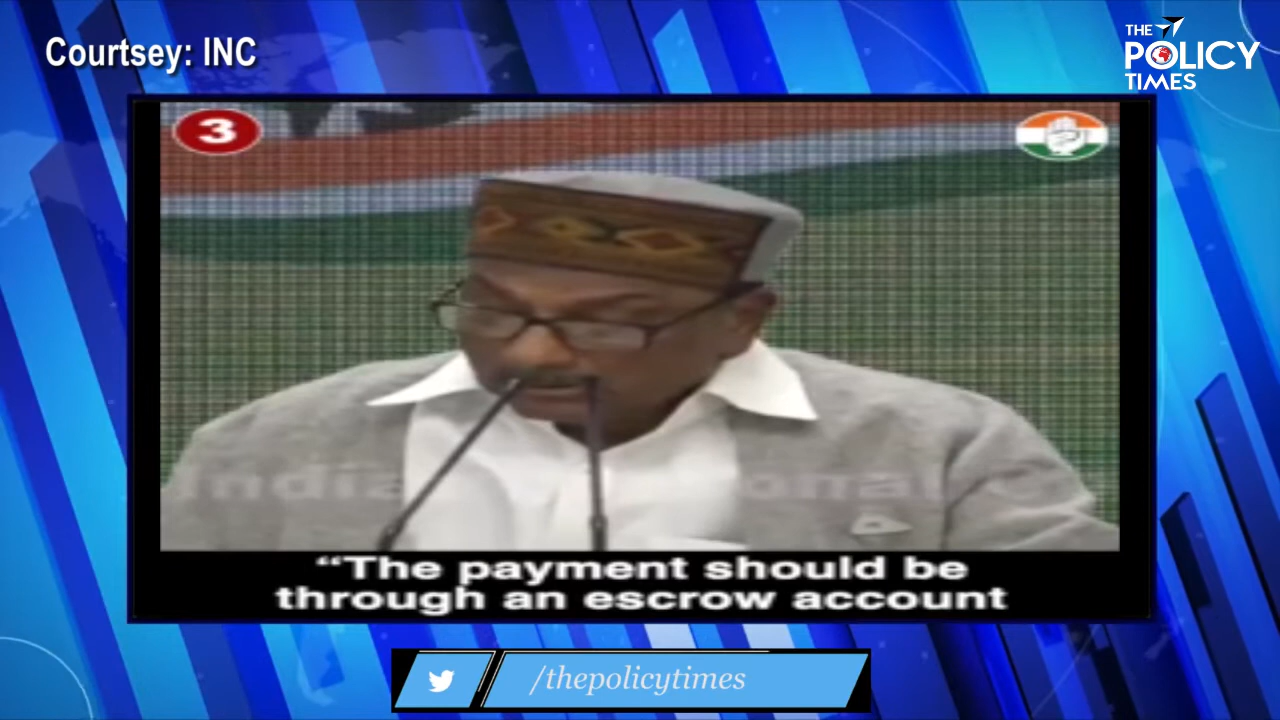 Courtsey: INC
THE
POLICY
TIMES
3
“The payment should be
through an escrow account
/thepolicytimes